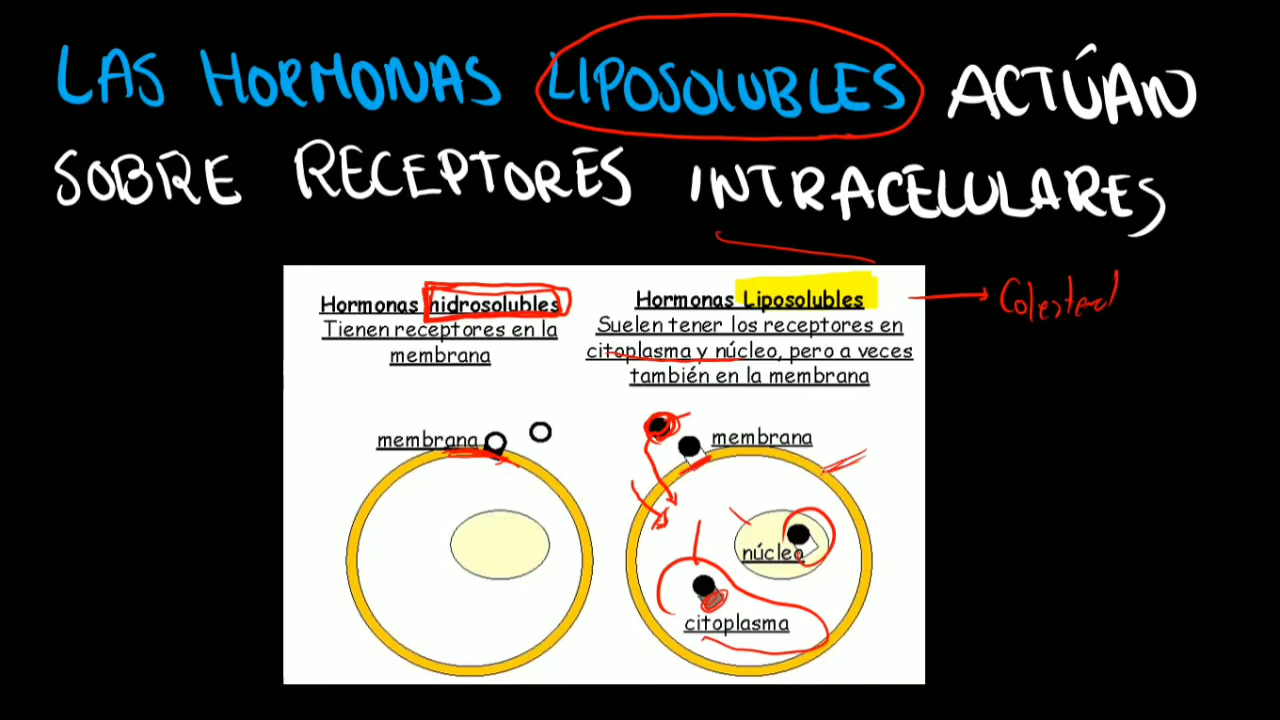 LAS HORMONAS LIPOSOLUBLES ACTÚAN
SOBRE RECEPTORES INTRACELULARES
Hormonas hidrosolubles
Tienen receptores en la
membrana
Hormonas Liposolubles
Suelen tener los receptores en
citoplasma y núcleo, pero a veces
también en la membrana
Colesterol
membrana
membrana
núcleo
citoplasma